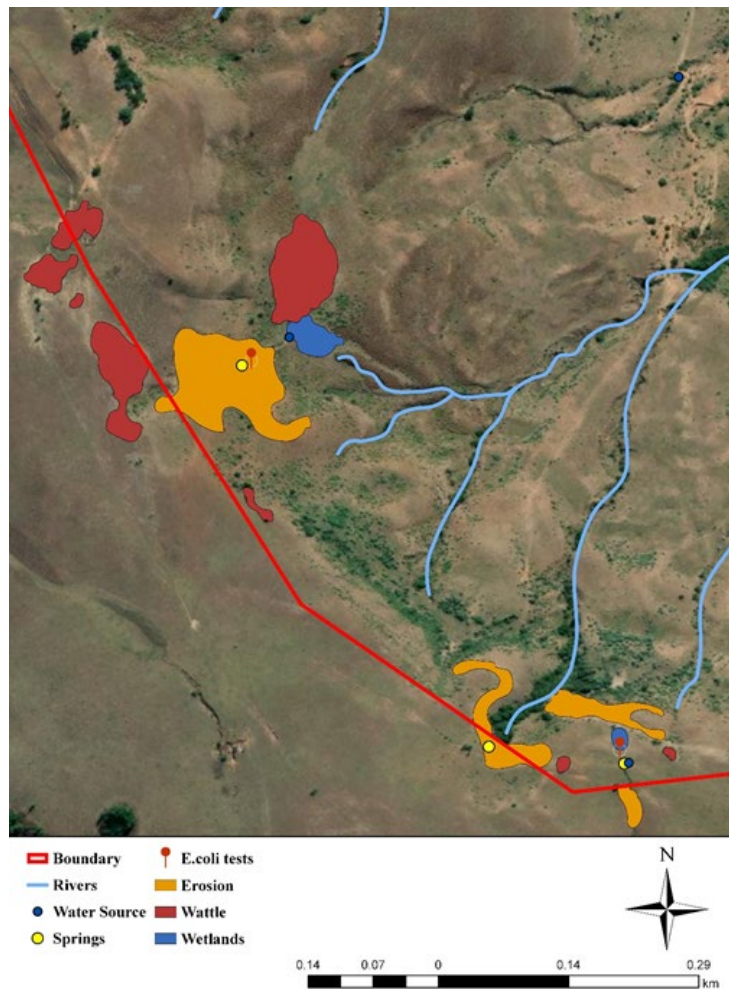 Boundary
E.coli tests
Rivers
Erosion
Water Source
Wattle
Springs
Wetlands
N
0.14 0.07 0 0.14 0.29
km